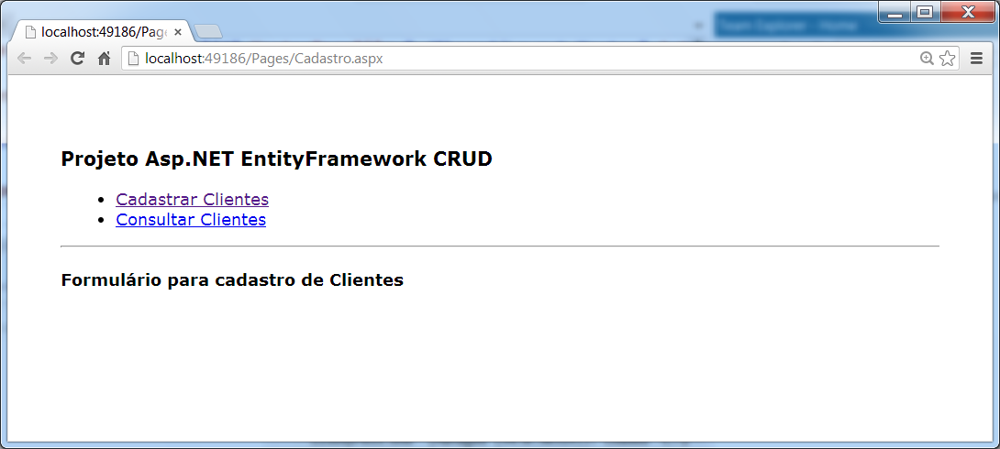 Team Explorer - Home
localhost:49186/Page
localhost:49186/Pages/Cadastro.aspx
Projeto Asp.NET EntityFramework CRUD
Cadastrar Clientes
Consultar Clientes
Formulário para cadastro de Clientes